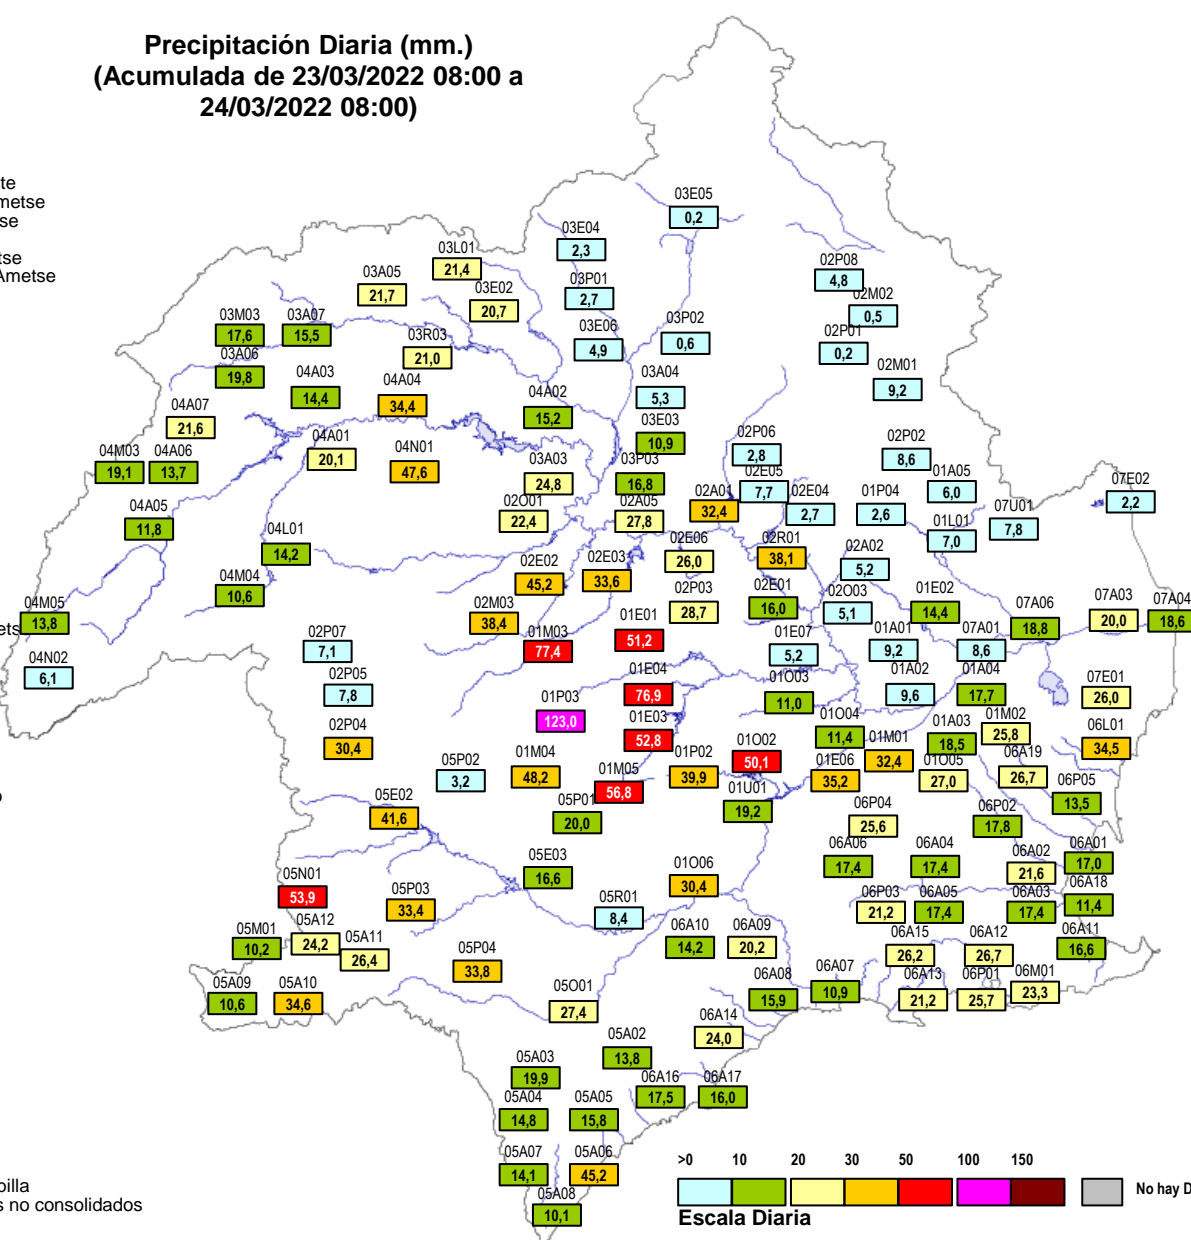 Precipitación Diaria (mm.)
(Acumulada de 23/03/2022 08:00 a
24/03/2022 08:00)
te
metse
se
tse
Ametse
03E05
0,2
03E04
2,3
03L01
21,4
02P08
4,8
03A05
21,7
03P01
2,7
03E02
20,7
02M02
0,5
03M03
17,6
03A07
15,5
03R03
21,0
03E06
4,9
03P02
0,6
02P01
0,2
03A06
19,8
04A03
14,4
04A04
34,4
04A02
15,2
03A04
5,3
02M01
9,2
04A07
21,6
03E03
10,9
04M03
19,1
04A06
13,7
04A01
20,1
04N01
47,6
03A03
24,8
03P03
16,8
02P06
2,8
02P02
8,6
02E05
7,7
01A05
6,0
07E02
2,2
04A05
11,8
02O01
22,4
02A05
27,8
02A01
32,4
02E04
2,7
01P04
2,6
07U01
7,8
04L01
14,2
01L01
7,0
02E06
26,0
02R01
38,1
02A02
5,2
04M04
10,6
02E02
45,2
02E03
33,6
04M05
13,8
02M03
38,4
02P03
28,7
02E01
16,0
02O03
5,1
01E02
14,4
07A06
18,8
07A03
20,0
07A04
18,6
ets
02P07
7,1
01M03
77,4
01E01
51,2
01E07
5,2
01A01
9,2
07A01
8,6
04N02
6,1
02P05
7,8
01P03
123,0
01E04
76,9
01O03
11,0
01A02
9,6
01A04
17,7
07E01
26,0
02P04
30,4
01E03
52,8
01O04
11,4
01A03
18,5
01M02
25,8
06L01
34,5
05P02
3,2
01M04
48,2
01M05
56,8
01P02
39,9
01O02
50,1
01E06
35,2
01M01
32,4
01O05
27,0
06A19
26,7
06P05
13,5
05E02
41,6
05P01
20,0
01U01
19,2
06P04
25,6
06P02
17,8
05E03
16,6
01O06
30,4
06A06
17,4
06A04
17,4
06A02
21,6
06A01
17,0
05N01
53,9
05P03
33,4
05R01
8,4
06P03
21,2
06A05
17,4
06A03
17,4
06A18
11,4
05M01
10,2
05A12
24,2
05A11
26,4
06A10
14,2
06A09
20,2
06A15
26,2
06A12
26,7
06A11
16,6
05A09
10,6
05A10
34,6
05P04
33,8
05O01
27,4
06A08
15,9
06A07
10,9
06A13
21,2
06P01
25,7
06M01
23,3
06A14
24,0
05A02
13,8
05A03
19,9
06A16
17,5
06A17
16,0
05A04
14,8
05A05
15,8
05A07
14,1
05A06
45,2
05A08
10,1
>0 10 20 30 50 100 150
No hay D
Escala Diaria
illa
s no consolidados